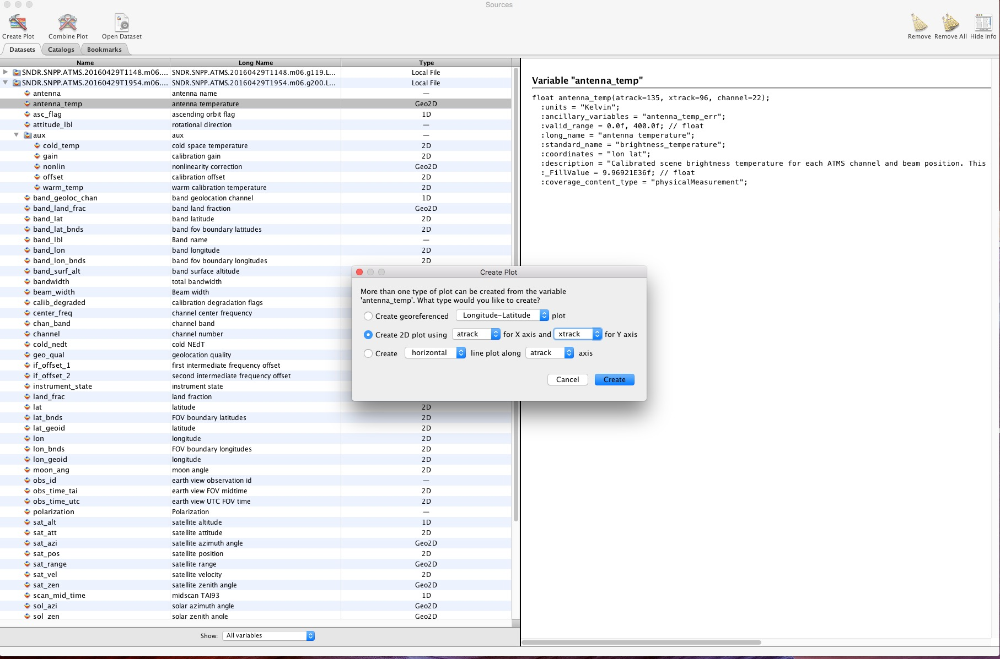 Sources
Create Plot Combine Plot Open Dataset Remove Remove All Hide Info
Datasets Catalogs Bookmarks
Name Long Name Type
SNDR.SNPP.ATMS.20160429T1148.m06.... SNDR.SNPP.ATMS.20160429T1148.m06.g119.L... Local File
SNDR.SNPP.ATMS.20160429T1954.m06.... SNDR.SNPP.ATMS.20160429T1954.m06.g200.L... Local File
antenna antenna name —
antenna_temp antenna temperature Geo2D
asc_flag ascending orbit flag 1D
attitude_lbl rotational direction —
aux aux —
cold_temp cold space temperature 2D
gain calibration gain 2D
nonlin nonlinearity correction Geo2D
offset calibration offset 2D
warm_temp warm calibration temperature 2D
band_geoloc_chan band geolocation channel 1D
band_land_frac band land fraction Geo2D
band_lat band latitude 2D
band_lat_bnds band fov boundary latitudes 2D
band_lbl Band name —
band_lon band longitude 2D
band_lon_bnds band fov boundary longitudes 2D
band_surf_alt band surface altitude
bandwidth total bandwidth
beam_width Beam width
calib_degraded calibration degradation flags
center_freq channel center frequency
chan_band channel band
channel channel number
cold_nedt cold NEdT
geo_qual geolocation quality
if_offset_1 first intermediate frequency offset
if_offset_2 second intermediate frequency offset
instrument_state instrument state
land_frac land fraction
lat latitude 2D
lat_bnds FOV boundary latitudes 2D
lat_geoid latitude 2D
lon longitude 2D
lon_bnds FOV boundary longitudes 2D
lon_geoid longitude 2D
moon_ang moon angle 2D
obs_id earth view observation id —
obs_time_tai earth view FOV midtime 2D
obs_time_utc earth view UTC FOV time 2D
polarization Polarization —
sat_alt satellite altitude 1D
sat_att satellite attitude 2D
sat_azi satellite azimuth angle Geo2D
sat_pos satellite position 2D
sat_range satellite range Geo2D
sat_vel satellite velocity 2D
sat_zen satellite zenith angle Geo2D
scan_mid_time midscan TAI93 1D
sol_azi solar azimuth angle Geo2D
sol_zen solar zenith angle Geo2D
Show: All variables
Variable "antenna_temp"
float antenna_temp(atrack=135, xtrack=96, channel=22);
:units = "Kelvin";
:ancillary_variables = "antenna_temp_err";
:valid_range = 0.0f, 400.0f; // float
:long_name = "antenna temperature";
:standard_name = "brightness_temperature";
:coordinates = "lon lat";
:description = "Calibrated scene brightness temperature for each ATMS channel and beam position. This
:_FillValue = 9.96921E36f; // float
:coverage_content_type = "physicalMeasurement";
Create Plot
More than one type of plot can be created from the variable
'antenna_temp'. What type would you like to create?
Create georeferenced Longitude-Latitude plot
Create 2D plot using atrack for X axis and xtrack for Y axis
Create horizontal line plot along atrack axis
Cancel Create